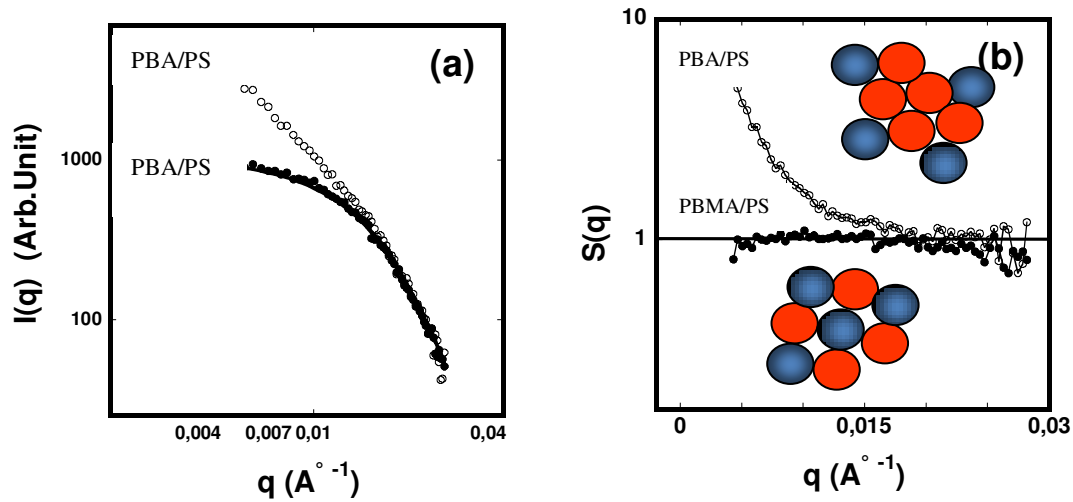 (a)
PBA/PS
PBA/PS
1000
100
I(q) (Arb.Unit)
0,004 0,007 0,01 0,04
q (A° -1)
10
(b)
PBA/PS
PBMA/PS
1
S(q)
0 0,015 0,03
q (A° -1)